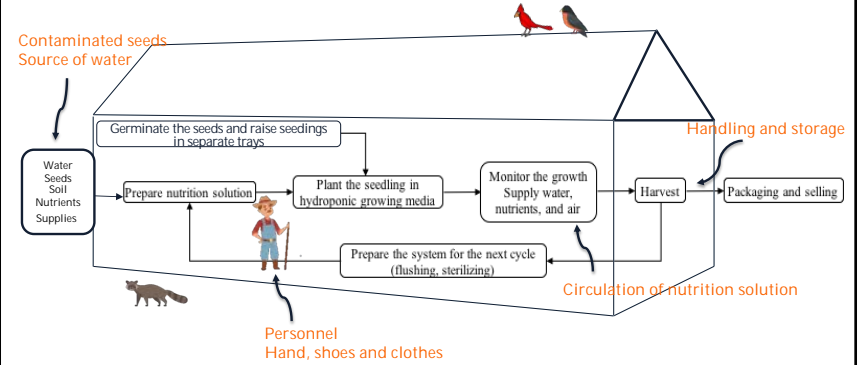 Contaminated seeds
Source of water
Germinate the seeds and raise seedings
in separate trays
Handling and storage
Water
Seeds
Soil
Nutrients
Supplies
Prepare nutrition solution
Plant the seedling in
hydroponic growing media
Monitor the growth
Supply water,
nutrients, and air
Harvest
Packaging and selling
Prepare the system for the next cycle
(flushing, sterilizing)
Circulation of nutrition solution
Personnel
Hand, shoes and clothes